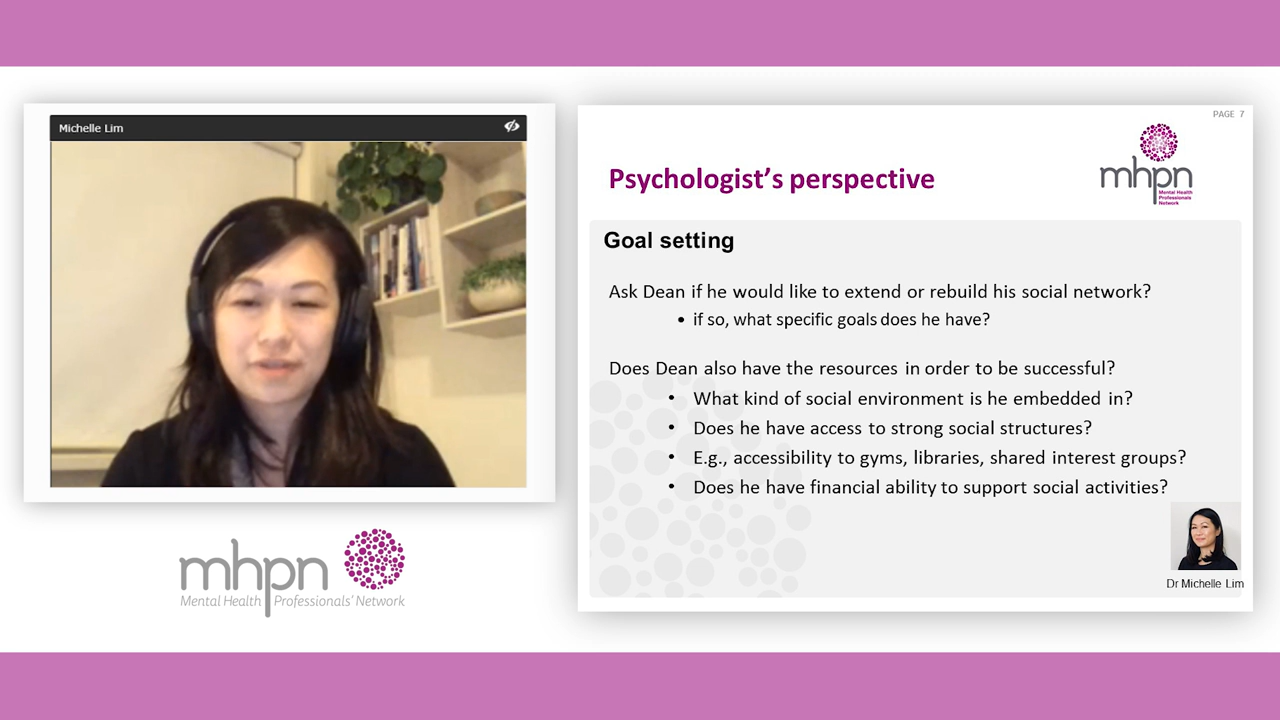 Michelle Lim
mhpn
Mental Health Professionals' Network
PAGE 7
mhpn
Mental Health
Professionals
Network
Psychologist's perspective
Goal setting
Ask Dean if he would like to extend or rebuild his social network?
• if so, what specific goals does he have?
Does Dean also have the resources in order to be successful?
• What kind of social environment is he embedded in?
• Does he have access to strong social structures?
• E.g., accessibility to gyms, libraries, shared interest groups?
• Does he have financial ability to support social activities?
Dr Michelle Lim